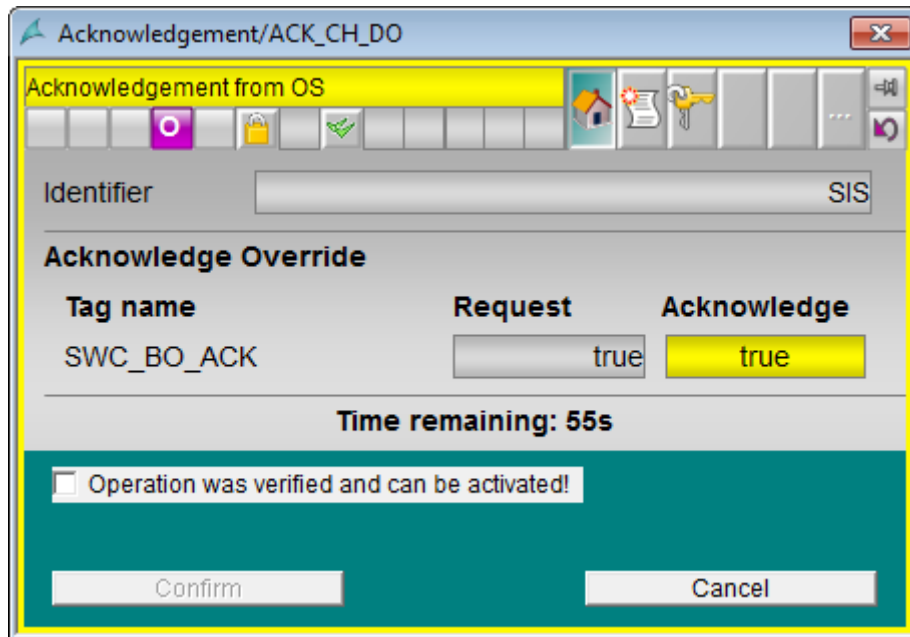 Acknowledgement/ACK_CH_DO
Acknowledgement from OS
O
...
Identifier SIS
Acknowledge Override
Tag name Request Acknowledge
SWC_BO_ACK true true
Time remaining: 55s
Operation was verified and can be activated!
Confirm Cancel